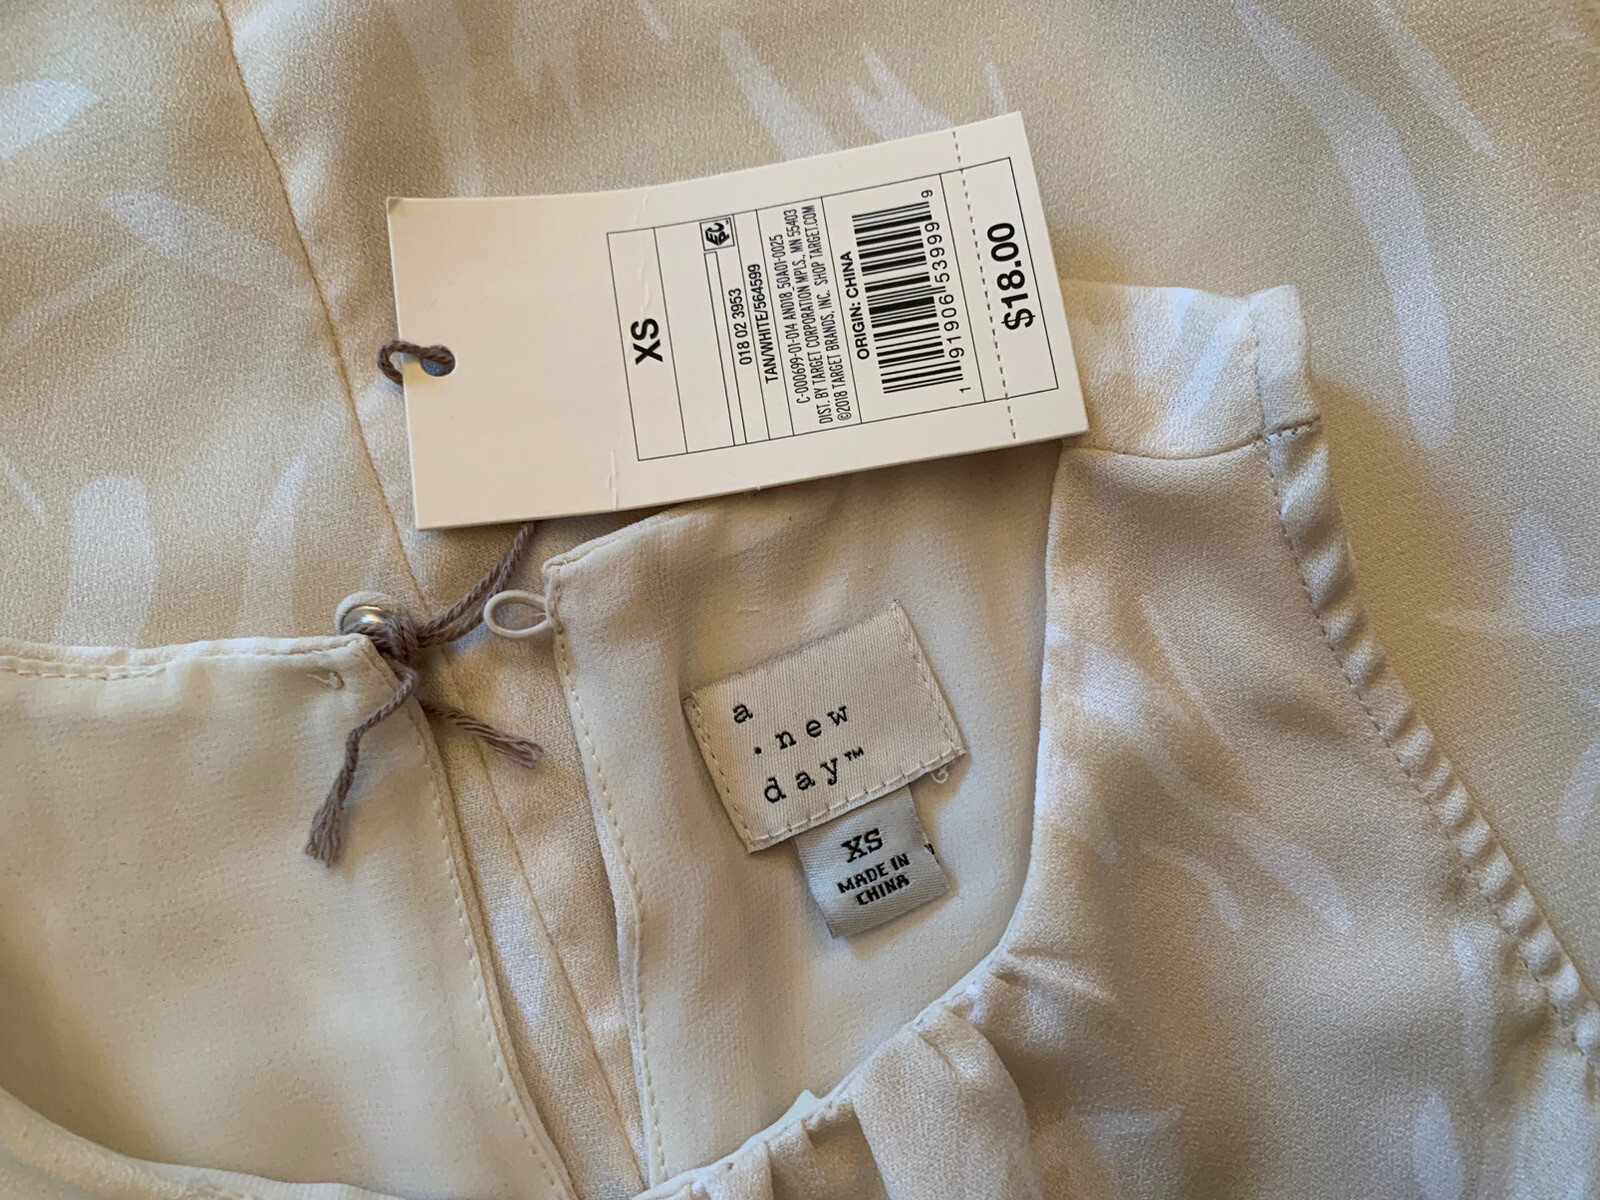 XS
018 02 3953
TAN/WHITE/564599
C-000699-01-014 AND18_50A01-0025
DIST. BY TARGET CORPORATION MPLS., MN 55403
©2018 TARGET BRANDS, INC. SHOP TARGET.COM
ORIGIN: CHINA
1 91906 53999 9
$18.00
a
.new
day™
XS
MADE IN
CHINA